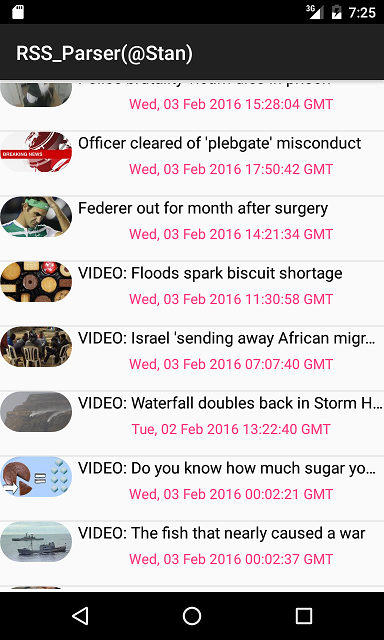 3G
7:25
RSS_Parser(@Stan)
Police brutality victim dies in prison
Wed, 03 Feb 2016 15:28:04 GMT
BREAKING NEWS
Officer cleared of 'plebgate' misconduct
Wed, 03 Feb 2016 17:50:42 GMT
Federer out for month after surgery
Wed, 03 Feb 2016 14:21:34 GMT
VIDEO: Floods spark biscuit shortage
Wed, 03 Feb 2016 11:30:58 GMT
VIDEO: Israel 'sending away African migr...
Wed, 03 Feb 2016 07:07:40 GMT
VIDEO: Waterfall doubles back in Storm H...
Tue, 02 Feb 2016 13:22:40 GMT
VIDEO: Do you know how much sugar yo...
Wed, 03 Feb 2016 00:02:21 GMT
VIDEO: The fish that nearly caused a war
Wed, 03 Feb 2016 00:02:37 GMT